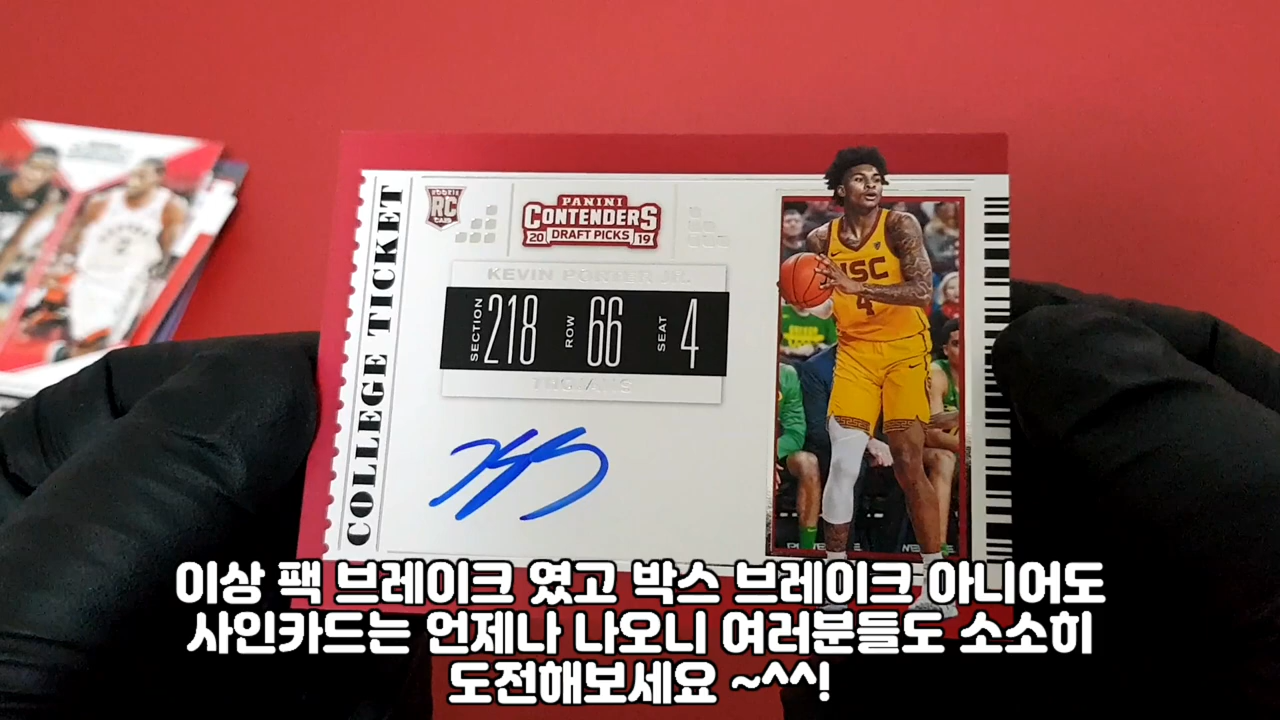 COLLEGE TICKET
ROOKIE
RC
CARD
PANINI
CONTENDERS
20 DRAFT PICKS 19
KEVIN PORTER JR.
SECTION 218 ROW 66 SEAT 4
TROJANS
USC
4
이상 팩 브레이크 였고 박스 브레이크 아니어도
사인카드는 언제나 나오니 여러분들도 소소히
도전해보세요 ~^^!